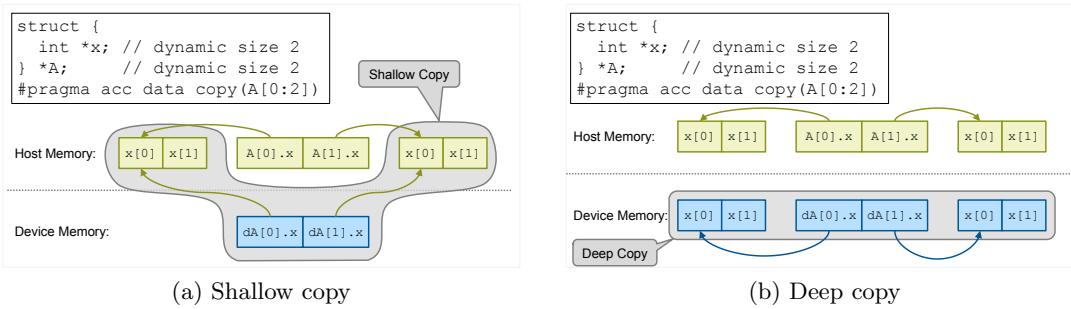 struct {
  int *x; // dynamic size 2
} *A;     // dynamic size 2
#pragma acc data copy(A[0:2])
Shallow Copy
Host Memory: x[0] x[1] A[0].x A[1].x x[0] x[1]
Device Memory: dA[0].x dA[1].x
(a) Shallow copy
struct {
  int *x; // dynamic size 2
} *A;     // dynamic size 2
#pragma acc data copy(A[0:2])
Host Memory: x[0] x[1] A[0].x A[1].x x[0] x[1]
Device Memory: x[0] x[1] dA[0].x dA[1].x x[0] x[1]
Deep Copy
(b) Deep copy